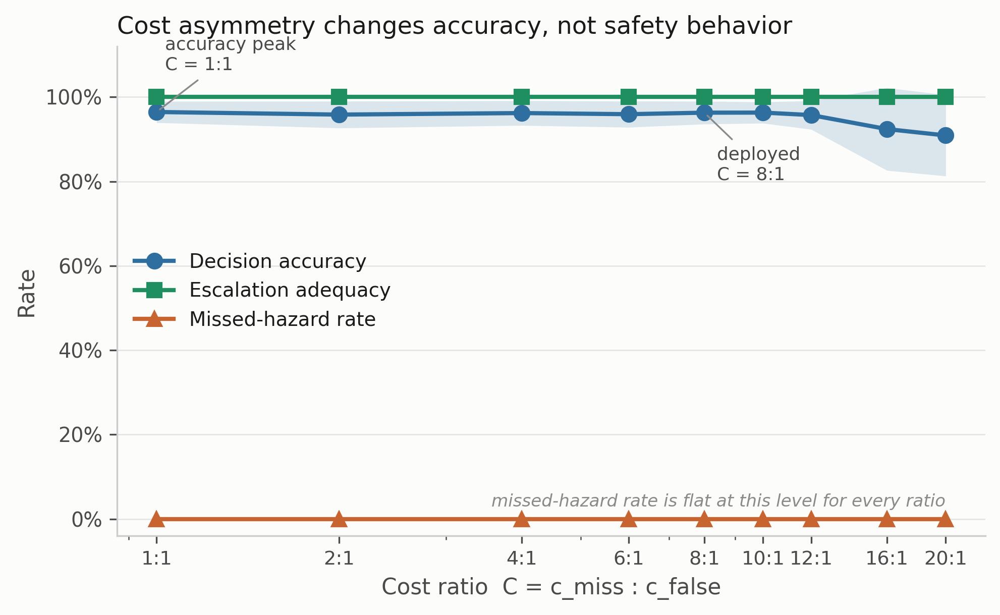 Cost asymmetry changes accuracy, not safety behavior
accuracy peak
C = 1:1
100%
80%
60%
40%
20%
0%
Rate
deployed
C = 8:1
Decision accuracy
Escalation adequacy
Missed-hazard rate
missed-hazard rate is flat at this level for every ratio
1:1 2:1 4:1 6:1 8:1 10:1 12:1 16:1 20:1
Cost ratio  C = c_miss : c_false